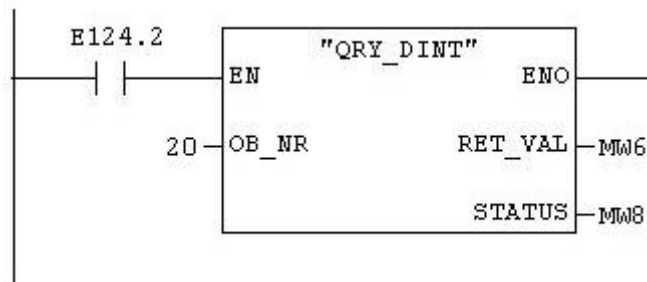 E124.2
"QRY_DINT"
EN ENO
20 OB_NR RET_VAL MW6
STATUS MW8